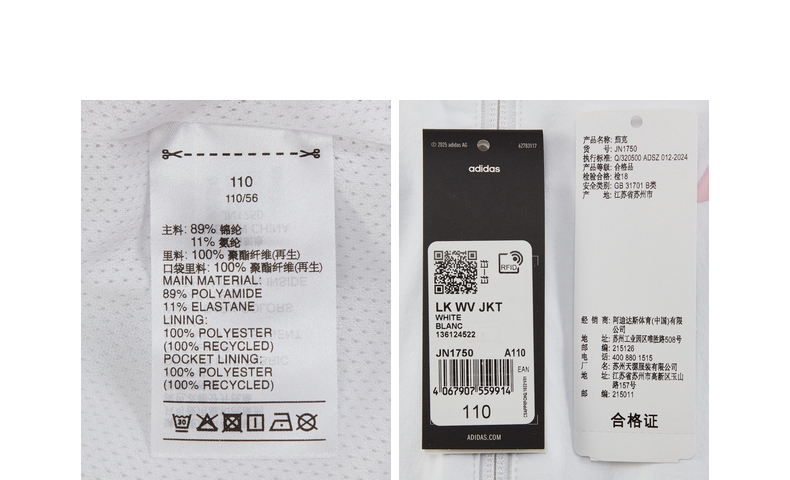 110
110/56
主料: 89% 锦纶
11% 氨纶
里料: 100% 聚酯纤维(再生)
口袋里料: 100% 聚酯纤维(再生)
MAIN MATERIAL:
89% POLYAMIDE
11% ELASTANE
LINING:
100% POLYESTER
(100% RECYCLED)
POCKET LINING:
100% POLYESTER
(100% RECYCLED)
30
© 2025 adidas AG
adidas
RFID
LK WV JKT
WHITE
BLANC
136124522
JN1750 A110
EAN
4 067907 559914
110
ADIDAS.COM
产品名称: 茄克
货 号: JN1750
执行标准: Q/320500 ADSZ 012-2024
产品等级: 合格品
检验合格: 检18
安全类别: GB 31701 B类
产 地: 江苏省苏州市
经 销 商: 阿迪达斯体育(中国)有限
公司
地 址: 苏州工业园区唯胜路508号
邮 编: 215126
电 话: 400 880 1515
厂 名: 苏州天源服装有限公司
地 址: 江苏省苏州市高新区玉山
路157号
邮 编: 215011
合格证